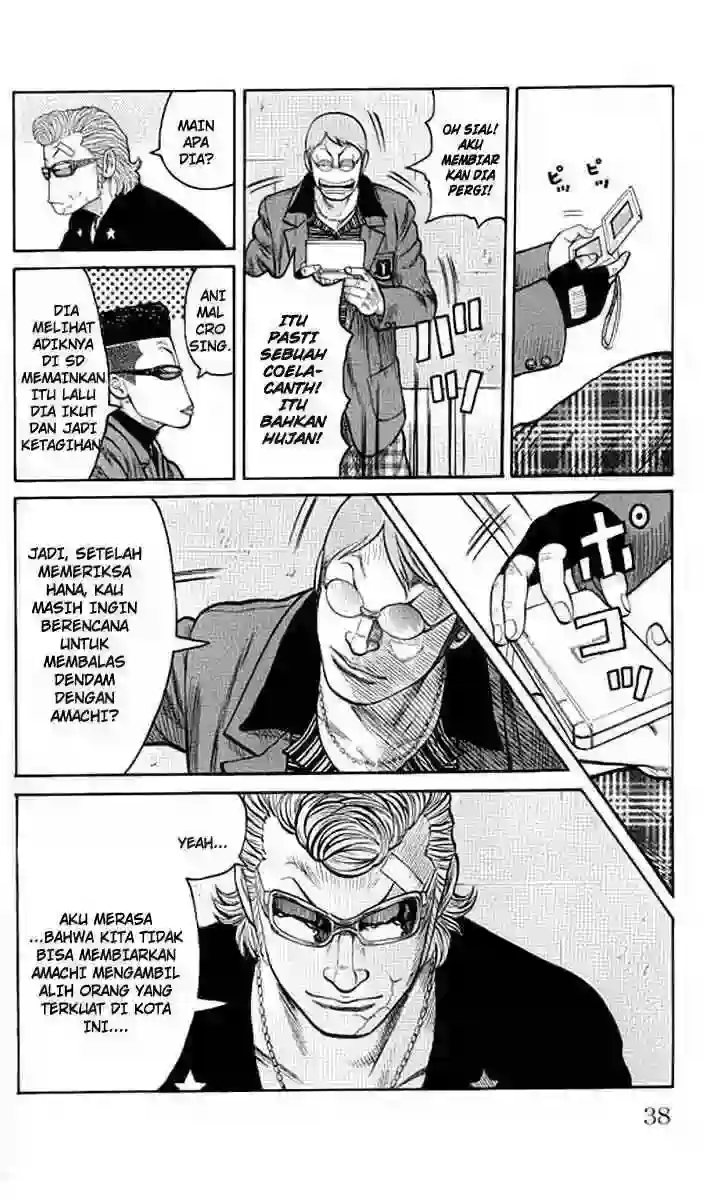 ピピッ
OH SIAL!
AKU
MEMBIAR
KAN DIA
PERGI!
ITU
PASTI
SEBUAH
COELA-
CANTH!
ITU
BAHKAN
HUJAN!
MAIN
APA
DIA?
ANI
MAL
CRO
SING.
DIA
MELIHAT
ADIKNYA
DI SD
MEMAINKAN
ITU LALU
DIA IKUT
DAN JADI
KETAGIHAN
JADI, SETELAH
MEMERIKSA
HANA, KAU
MASIH INGIN
BERENCANA
UNTUK
MEMBALAS
DENDAM
DENGAN
AMACHI?
YEAH...
AKU MERASA
...BAHWA KITA TIDAK
BISA MEMBIARKAN
AMACHI MENGAMBIL
ALIH ORANG YANG
TERKUAT DI KOTA
INI....
38